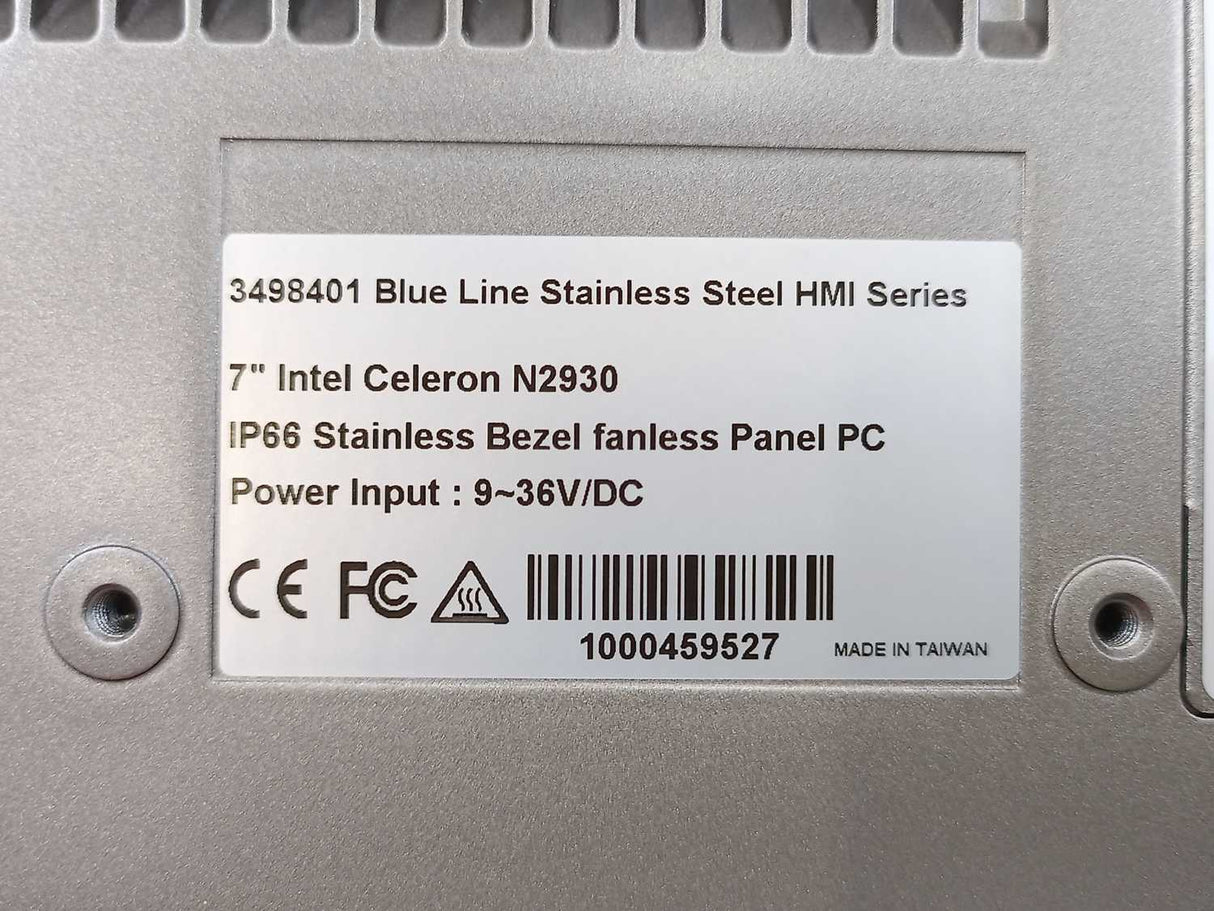 3498401 Blue Line Stainless Steel HMI Series
7" Intel Celeron N2930
IP66 Stainless Bezel fanless Panel PC
Power Input : 9~36V/DC
CE FC
1000459527 MADE IN TAIWAN